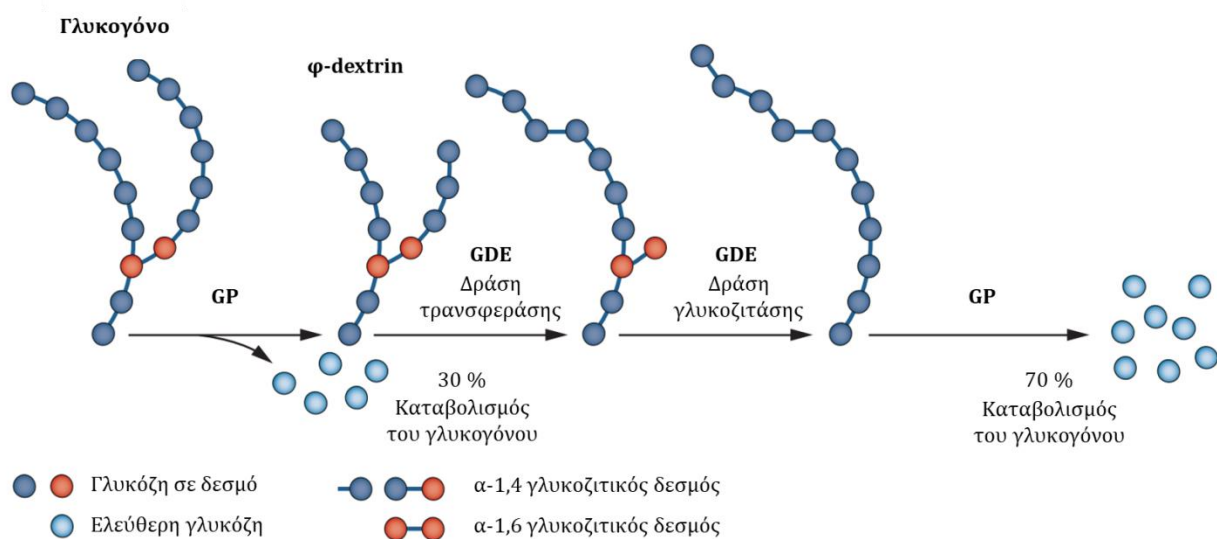 Γλυκογόνο
φ-dextrin
GP
GDE
Δράση
τρανσφεράσης
GDE
Δράση
γλυκοζιτάσης
GP
30 %
Καταβολισμός
του γλυκογόνου
70 %
Καταβολισμός
του γλυκογόνου
Γλυκόζη σε δεσμό
α-1,4 γλυκοζιτικός δεσμός
Ελεύθερη γλυκόζη
α-1,6 γλυκοζιτικός δεσμός